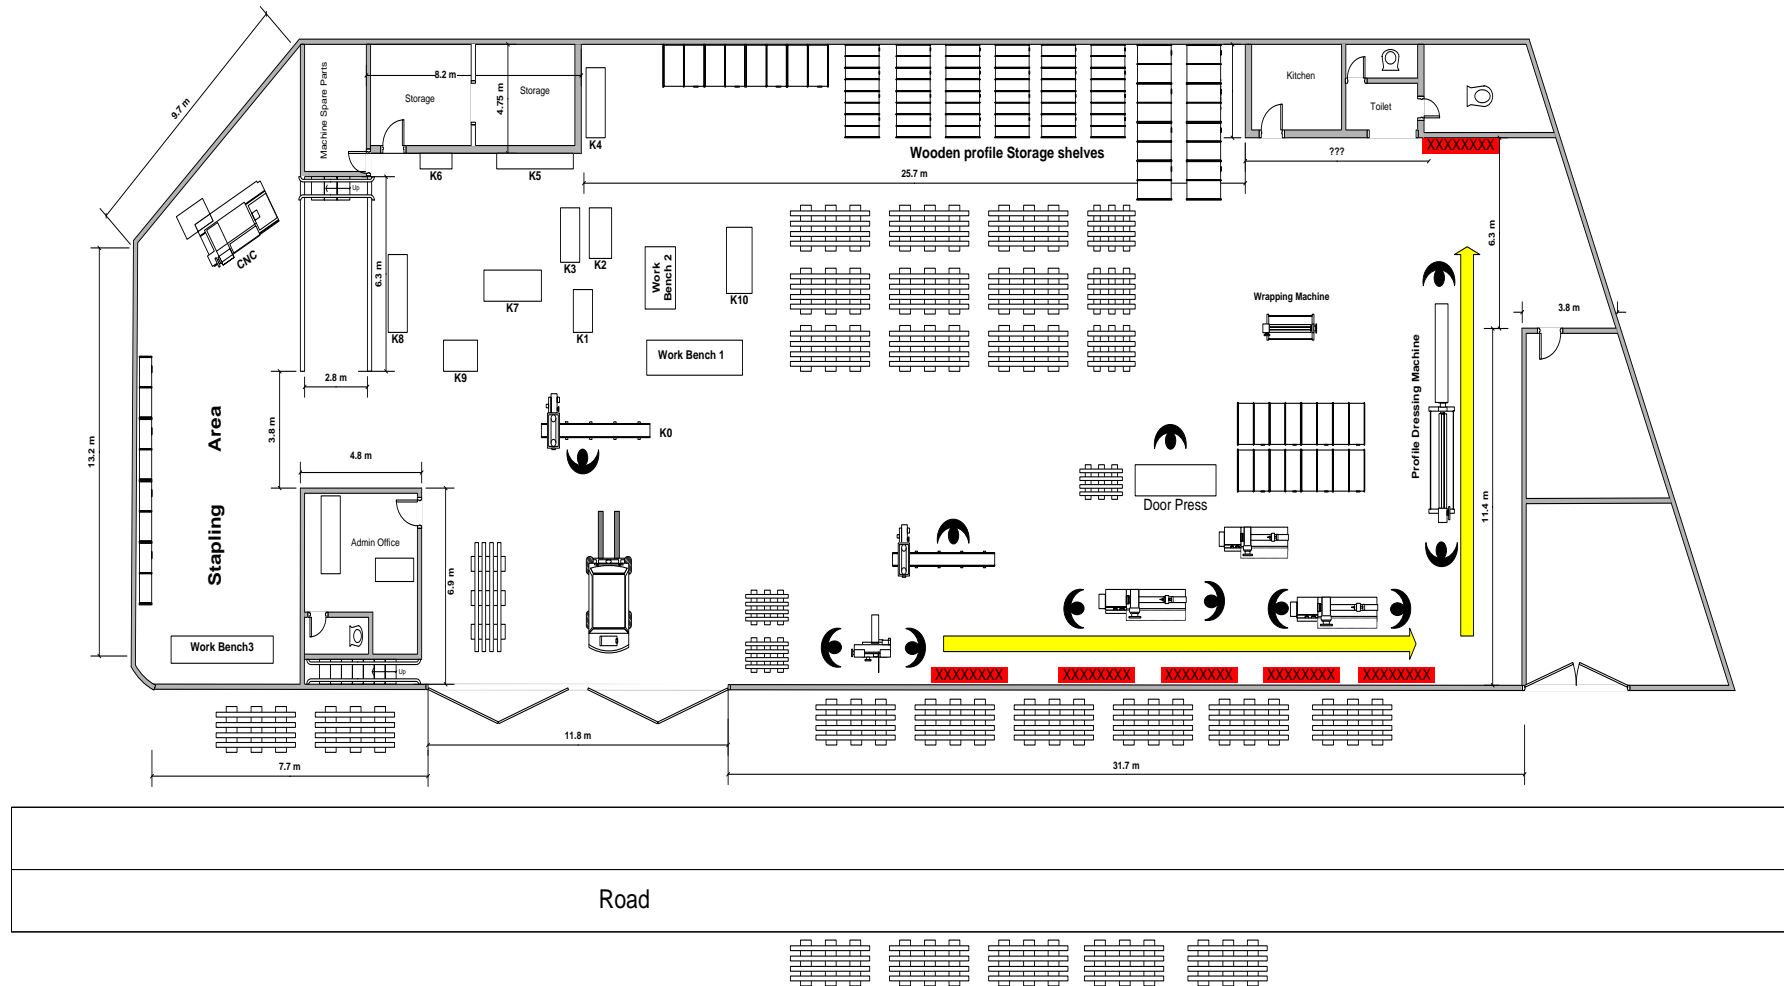 9.7 m
Machine Spare Parts
8.2 m
Storage
4.75 m
Storage
K4
K6
K5
Up
Wooden profile Storage shelves
25.7 m
Kitchen
Toilet
XXXXXXXX
???
CNC
6.3 m
K8
K3
K2
K7
K1
Work
Bench 2
K10
K9
Work Bench 1
Wrapping Machine
6.3 m
3.8 m
2.8 m
3.8 m
13.2 m
Stapling Area
4.8 m
K0
Profile Dressing Machine
Door Press
11.4 m
Admin Office
6.9 m
Work Bench3
Up
XXXXXXXX
XXXXXXXX
XXXXXXXX
XXXXXXXX
XXXXXXXX
7.7 m
11.8 m
31.7 m
Road